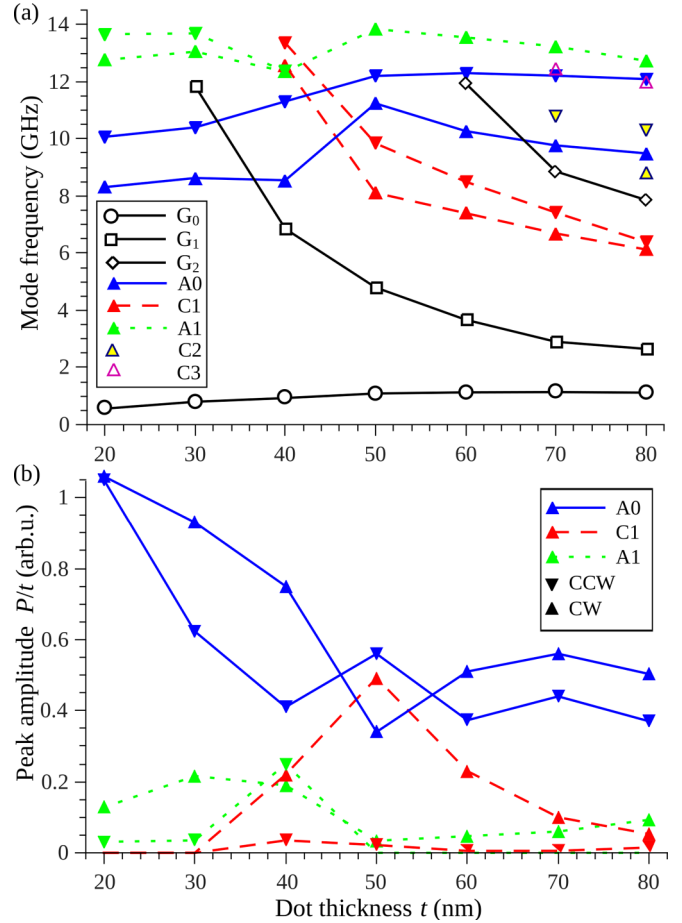 (a)
14
12
10
8
6
4
2
0
Mode frequency (GHz)
G₀
G₁
G₂
A0
C1
A1
C2
C3
20 30 40 50 60 70 80
(b)
1
0.8
0.6
0.4
0.2
0
Peak amplitude P/t (arb.u.)
A0
C1
A1
CCW
CW
20 30 40 50 60 70 80
Dot thickness t (nm)